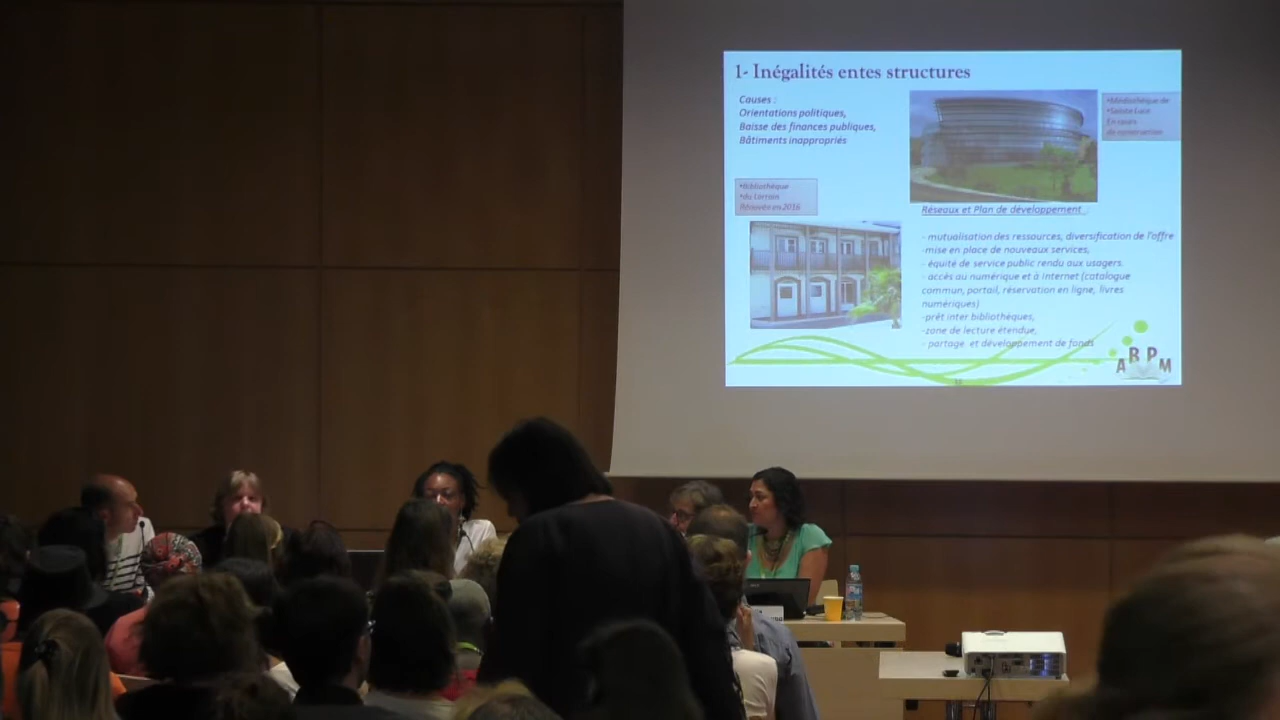 1- Inégalités entes structures
Causes :
Orientations politiques,
Baisse des finances publiques,
Bâtiments inappropriés
•Médiathèque de
•Sainte Luce
En cours
de construction
•Bibliothèque
•du Lorrain
Rénovée en 2016
Réseaux et Plan de développement :
- mutualisation des ressources, diversification de l'offre
-mise en place de nouveaux services,
- équité de service public rendu aux usagers.
- accès au numérique et à Internet (catalogue
commun, portail, réservation en ligne, livres
numériques)
-prêt inter bibliothèques,
-zone de lecture étendue,
- partage et développement de fonds
ABPM